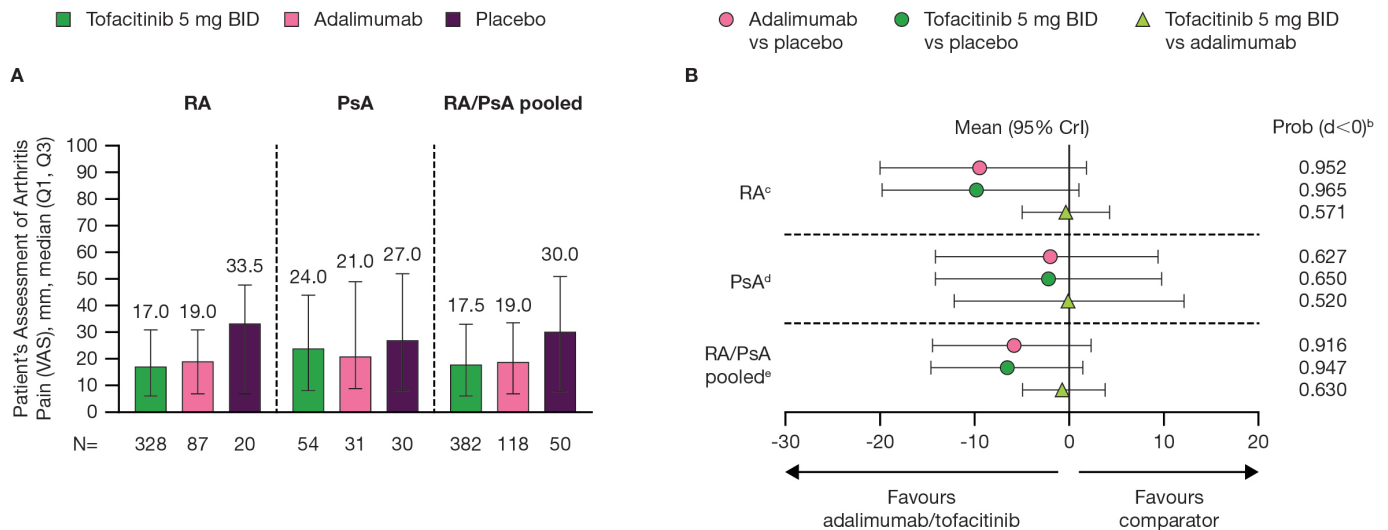 Tofacitinib 5 mg BID Adalimumab Placebo
A
RA PsA RA/PsA pooled
Patient's Assessment of Arthritis
Pain (VAS), mm, median (Q1, Q3)
100
90
80
70
60
50
40
30
20
10
0
17.0 19.0 33.5 24.0 21.0 27.0 17.5 19.0 30.0
N= 328 87 20 54 31 30 382 118 50
Adalimumab
vs placebo
Tofacitinib 5 mg BID
vs placebo
Tofacitinib 5 mg BID
vs adalimumab
B
Mean (95% CrI) Prob (d<0)ᵇ
RAᶜ
0.952
0.965
0.571
PsAᵈ
0.627
0.650
0.520
RA/PsA
pooledᵉ
0.916
0.947
0.630
-30 -20 -10 0 10 20
Favours
adalimumab/tofacitinib
Favours
comparator